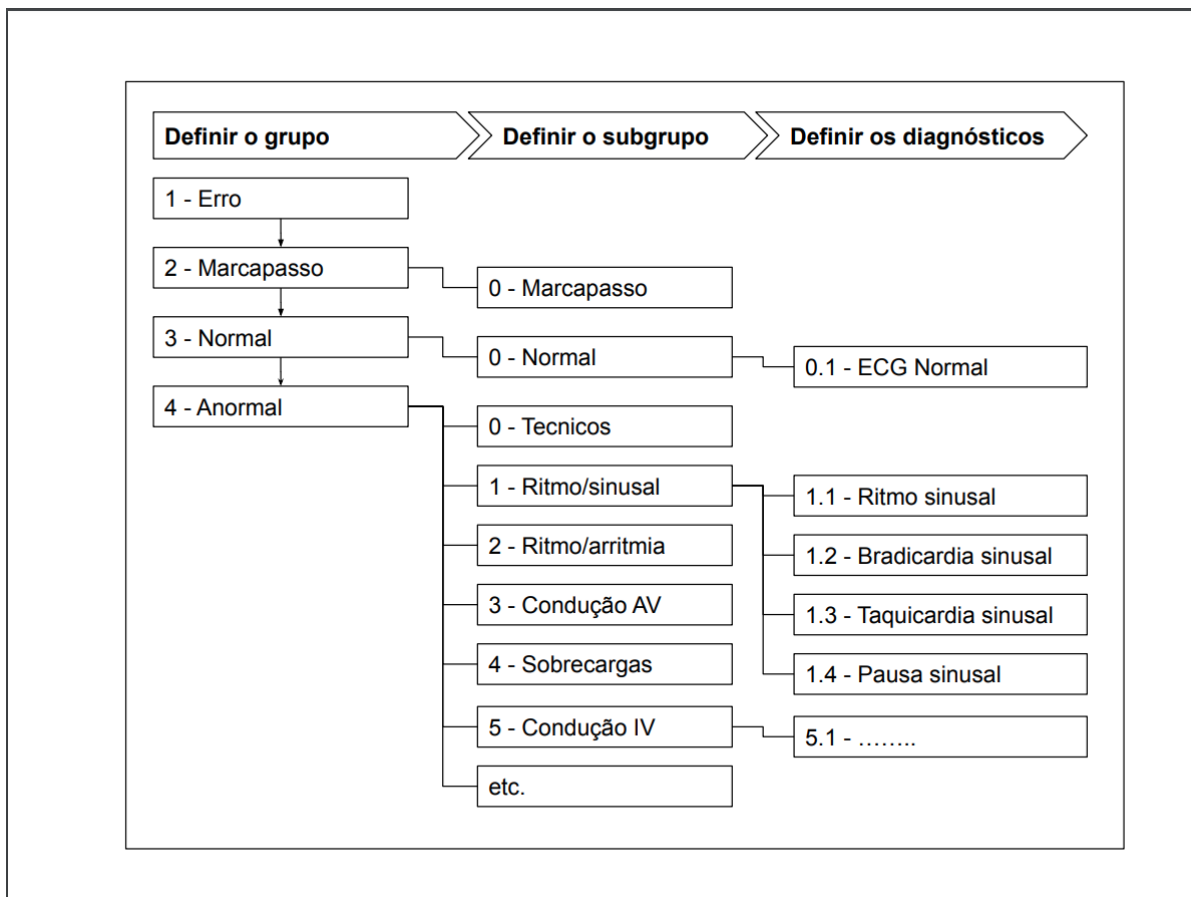 Definir o grupo
Definir o subgrupo
Definir os diagnósticos
1 - Erro
2 - Marcapasso
3 - Normal
4 - Anormal
0 - Marcapasso
0 - Normal
0 - Tecnicos
1 - Ritmo/sinusal
2 - Ritmo/arritmia
3 - Condução AV
4 - Sobrecargas
5 - Condução IV
etc.
0.1 - ECG Normal
1.1 - Ritmo sinusal
1.2 - Bradicardia sinusal
1.3 - Taquicardia sinusal
1.4 - Pausa sinusal
5.1 - ……..